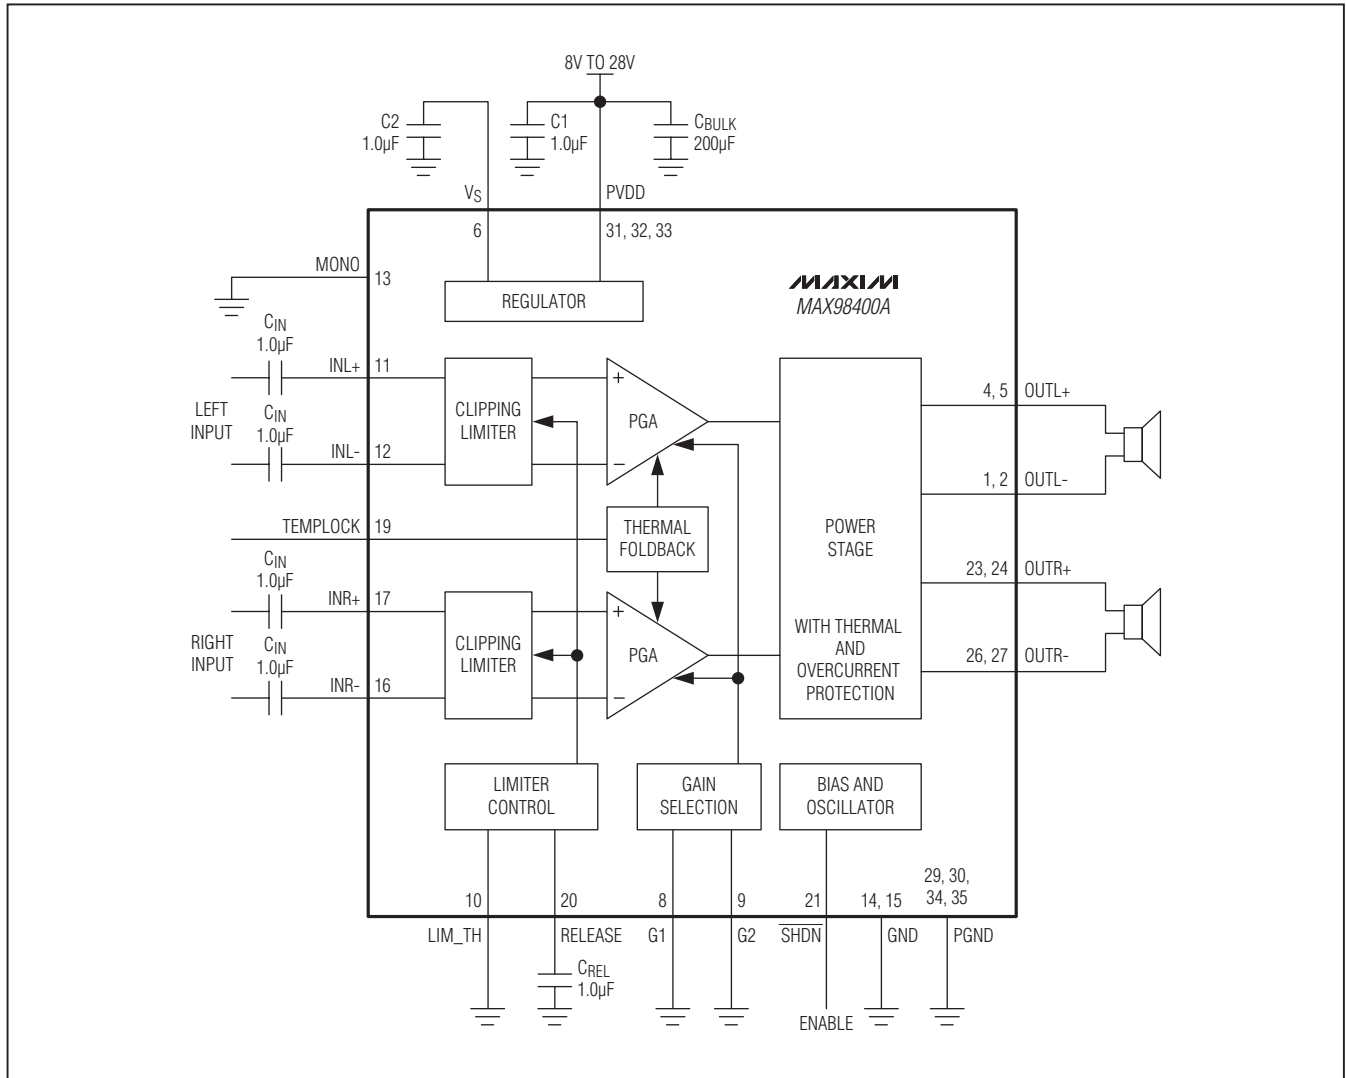 8V TO 28V
C2
1.0µF
C1
1.0µF
CBULK
200µF
VS
PVDD
6
31, 32, 33
MONO
13
REGULATOR
MAXIM
MAX98400A
CIN
1.0µF
INL+
11
LEFT
INPUT
CIN
1.0µF
INL-
12
CLIPPING
LIMITER
+
PGA
−
4, 5
OUTL+
1, 2
OUTL-
TEMPLOCK
19
THERMAL
FOLDBACK
POWER
STAGE
WITH THERMAL
AND
OVERCURRENT
PROTECTION
CIN
1.0µF
INR+
17
RIGHT
INPUT
CIN
1.0µF
INR-
16
CLIPPING
LIMITER
+
PGA
−
23, 24
OUTR+
26, 27
OUTR-
LIMITER
CONTROL
GAIN
SELECTION
BIAS AND
OSCILLATOR
10
20
8
9
21
14, 15
29, 30,
34, 35
LIM_TH
RELEASE
G1
G2
SHDN
GND
PGND
CREL
1.0µF
ENABLE